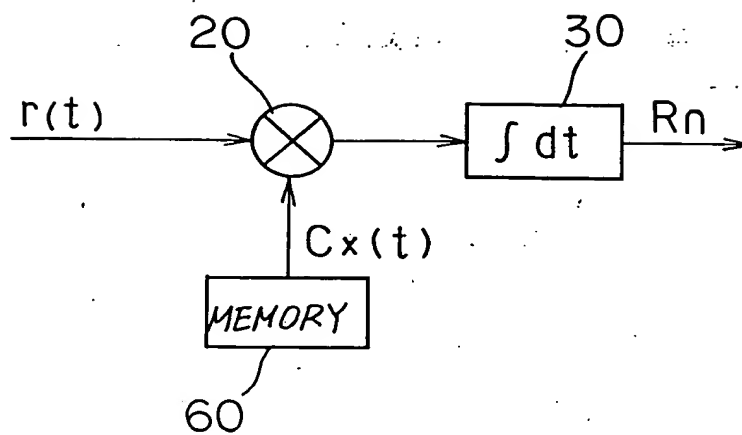 20
30
r(t)
∫ dt
Rn
Cx(t)
MEMORY
60